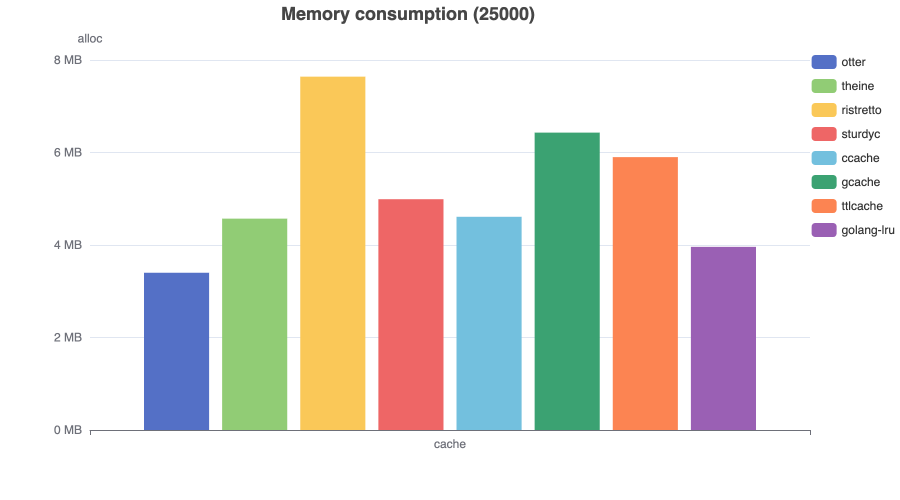 Memory consumption (25000)
alloc
8 MB
6 MB
4 MB
2 MB
0 MB
cache
otter
theine
ristretto
sturdyc
ccache
gcache
ttlcache
golang-lru